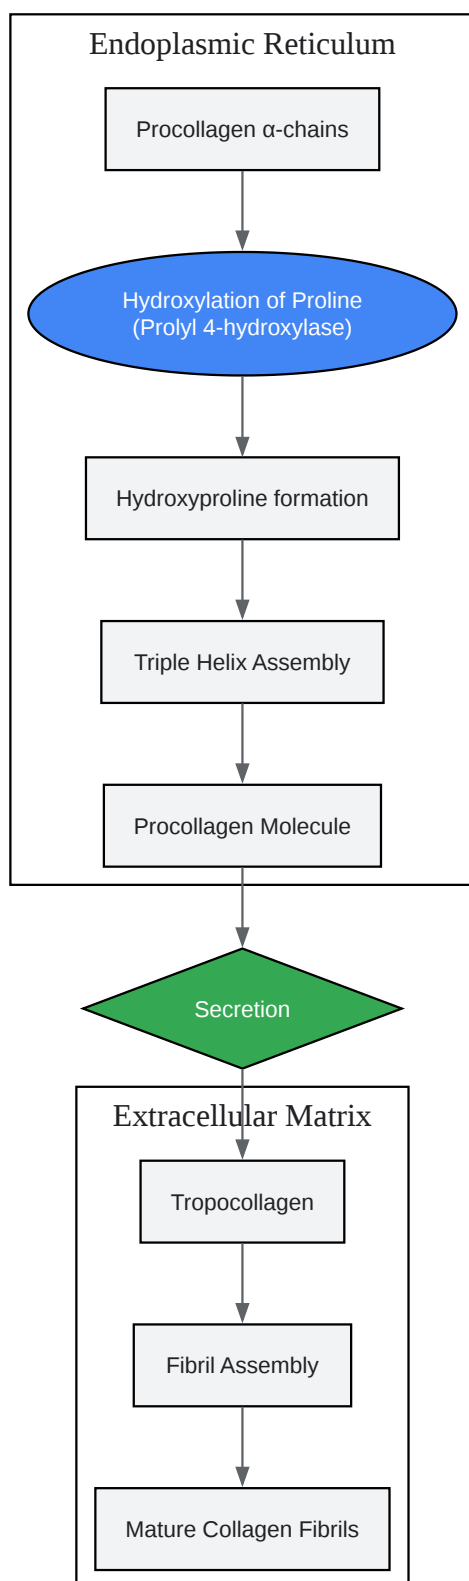 Endoplasmic Reticulum
Procollagen α-chains
Hydroxylation of Proline
(Prolyl 4-hydroxylase)
Hydroxyproline formation
Triple Helix Assembly
Procollagen Molecule
Secretion
Extracellular Matrix
Tropocollagen
Fibril Assembly
Mature Collagen Fibrils